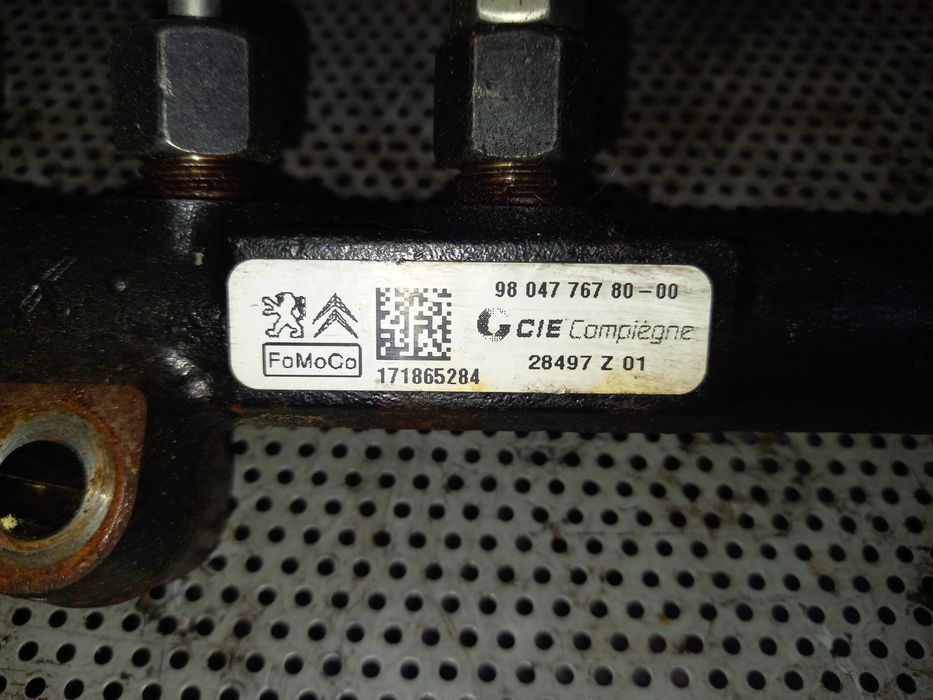 98 047 767 80-00
CIE Compiègne
FoMoCo
28497 Z 01
171865284